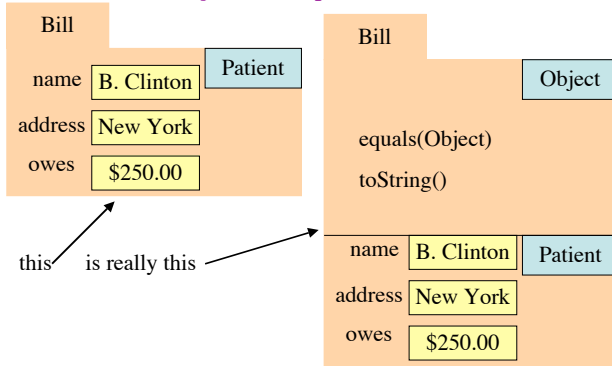 Bill
Patient
name B. Clinton
address New York
owes $250.00
this is really this
Bill
Object
equals(Object)
toString()
name B. Clinton Patient
address New York
owes $250.00